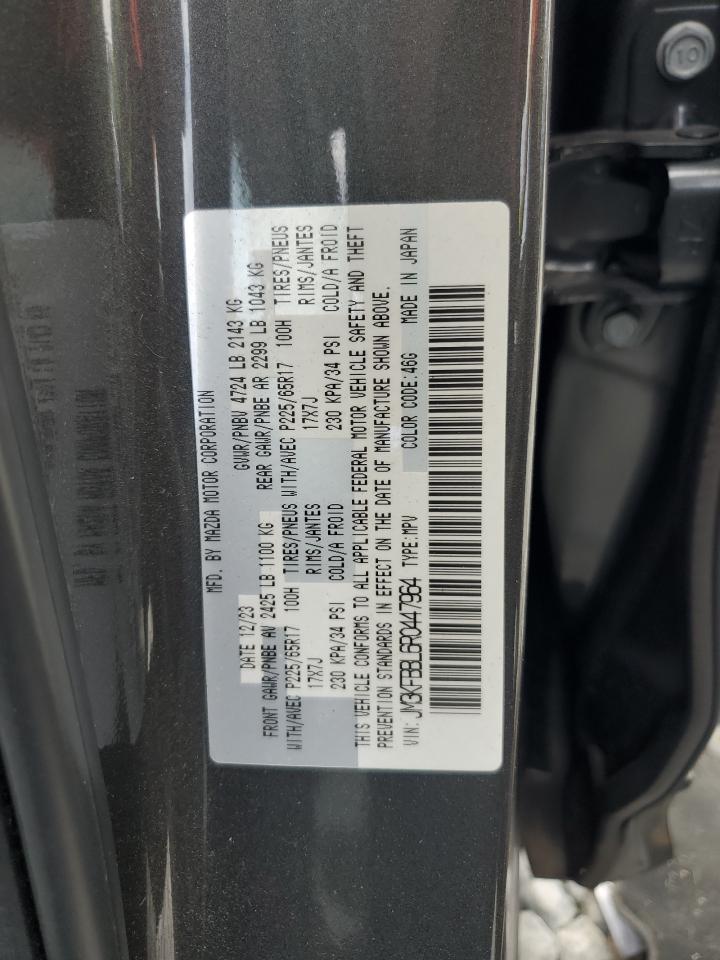 MFD. BY MAZDA MOTOR CORPORATION
DATE 12/23 GVWR/PNBV 4724 LB 2143 KG
FRONT GAWR/PNBE AV 2425 LB 1100 KG REAR GAWR/PNBE AR 2299 LB 1043 KG
WITH/AVEC P225/65R17 100H TIRES/PNEUS WITH/AVEC P225/65R17 100H TIRES/PNEUS
17X7J RIMS/JANTES 17X7J RIMS/JANTES
230 KPA/34 PSI COLD/A FROID 230 KPA/34 PSI COLD/A FROID
THIS VEHICLE CONFORMS TO ALL APPLICABLE FEDERAL MOTOR VEHICLE SAFETY AND THEFT
PREVENTION STANDARDS IN EFFECT ON THE DATE OF MANUFACTURE SHOWN ABOVE.
VIN: JM3KFBBL6R0447964 TYPE:MPV COLOR CODE:46G MADE IN JAPAN
10